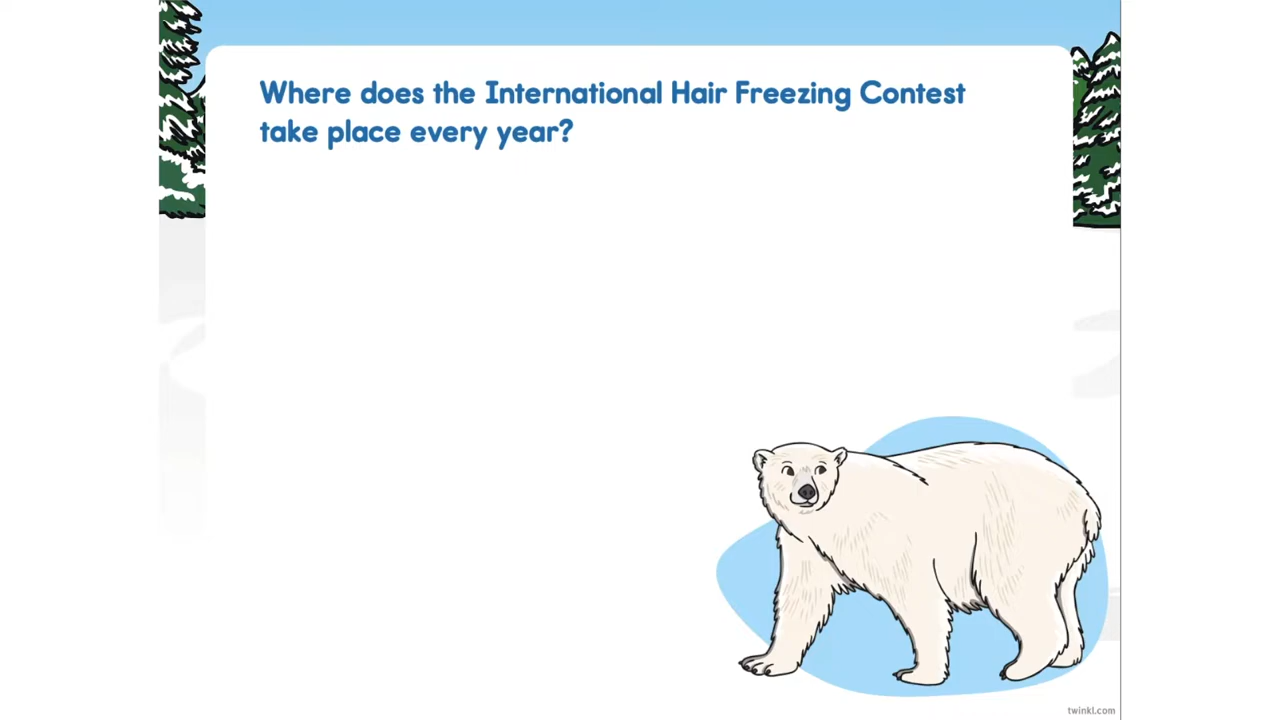 Where does the International Hair Freezing Contest
take place every year?
twinkl.com